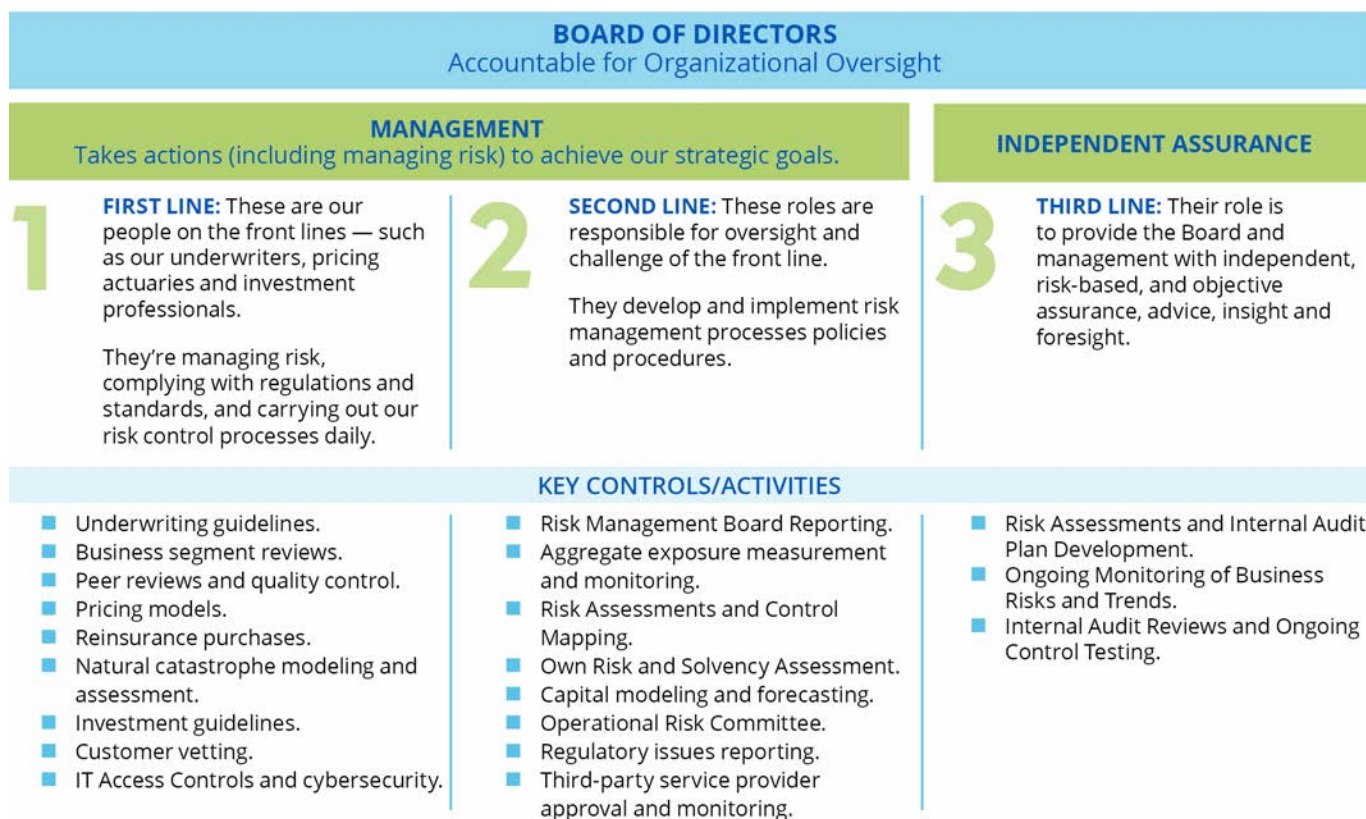 BOARD OF DIRECTORS
Accountable for Organizational Oversight
MANAGEMENT
Takes actions (including managing risk) to achieve our strategic goals.
INDEPENDENT ASSURANCE
1
FIRST LINE: These are our
people on the front lines — such
as our underwriters, pricing
actuaries and investment
professionals.
They’re managing risk,
complying with regulations and
standards, and carrying out our
risk control processes daily.
2
SECOND LINE: These roles are
responsible for oversight and
challenge of the front line.
They develop and implement risk
management processes policies
and procedures.
3
THIRD LINE: Their role is
to provide the Board and
management with independent,
risk-based, and objective
assurance, advice, insight and
foresight.
KEY CONTROLS/ACTIVITIES
Underwriting guidelines.
Business segment reviews.
Peer reviews and quality control.
Pricing models.
Reinsurance purchases.
Natural catastrophe modeling and
assessment.
Investment guidelines.
Customer vetting.
IT Access Controls and cybersecurity.
Risk Management Board Reporting.
Aggregate exposure measurement
and monitoring.
Risk Assessments and Control
Mapping.
Own Risk and Solvency Assessment.
Capital modeling and forecasting.
Operational Risk Committee.
Regulatory issues reporting.
Third-party service provider
approval and monitoring.
Risk Assessments and Internal Audit
Plan Development.
Ongoing Monitoring of Business
Risks and Trends.
Internal Audit Reviews and Ongoing
Control Testing.